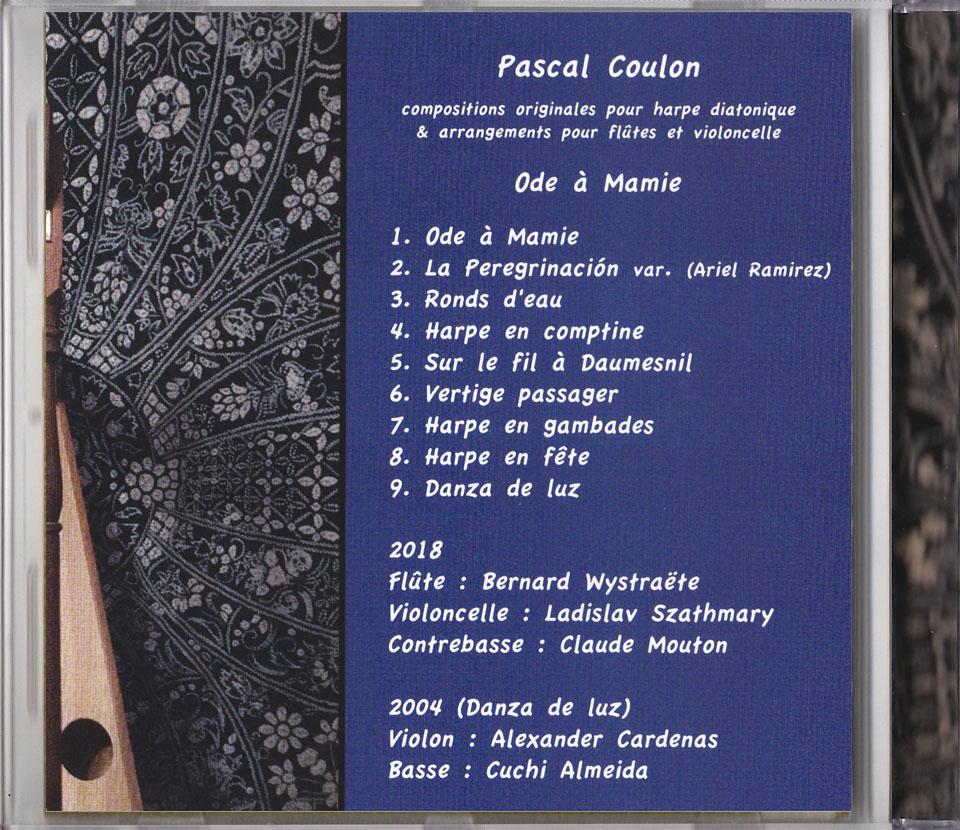 Pascal Coulon
compositions originales pour harpe diatonique
& arrangements pour flûtes et violoncelle
Ode à Mamie
1. Ode à Mamie
2. La Peregrinación var. (Ariel Ramirez)
3. Ronds d'eau
4. Harpe en comptine
5. Sur le fil à Daumesnil
6. Vertige passager
7. Harpe en gambades
8. Harpe en fête
9. Danza de luz
2018
Flûte : Bernard Wystraëte
Violoncelle : Ladislav Szathmary
Contrebasse : Claude Mouton
2004 (Danza de luz)
Violon : Alexander Cardenas
Basse : Cuchi Almeida